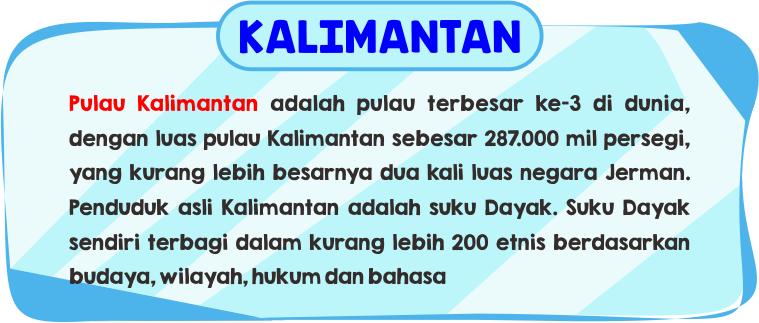 KALIMANTAN
Pulau Kalimantan adalah pulau terbesar ke-3 di dunia,
dengan luas pulau Kalimantan sebesar 287.000 mil persegi,
yang kurang lebih besarnya dua kali luas negara Jerman.
Penduduk asli Kalimantan adalah suku Dayak. Suku Dayak
sendiri terbagi dalam kurang lebih 200 etnis berdasarkan
budaya, wilayah, hukum dan bahasa